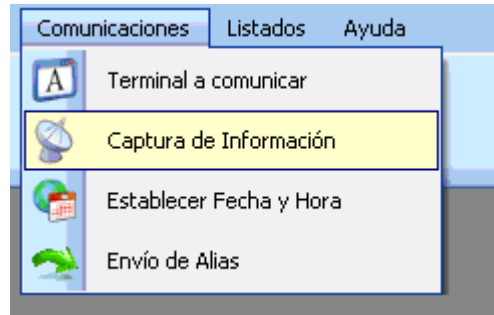 Comunicaciones Listados Ayuda
A Terminal a comunicar
Captura de Información
Establecer Fecha y Hora
Envío de Alias